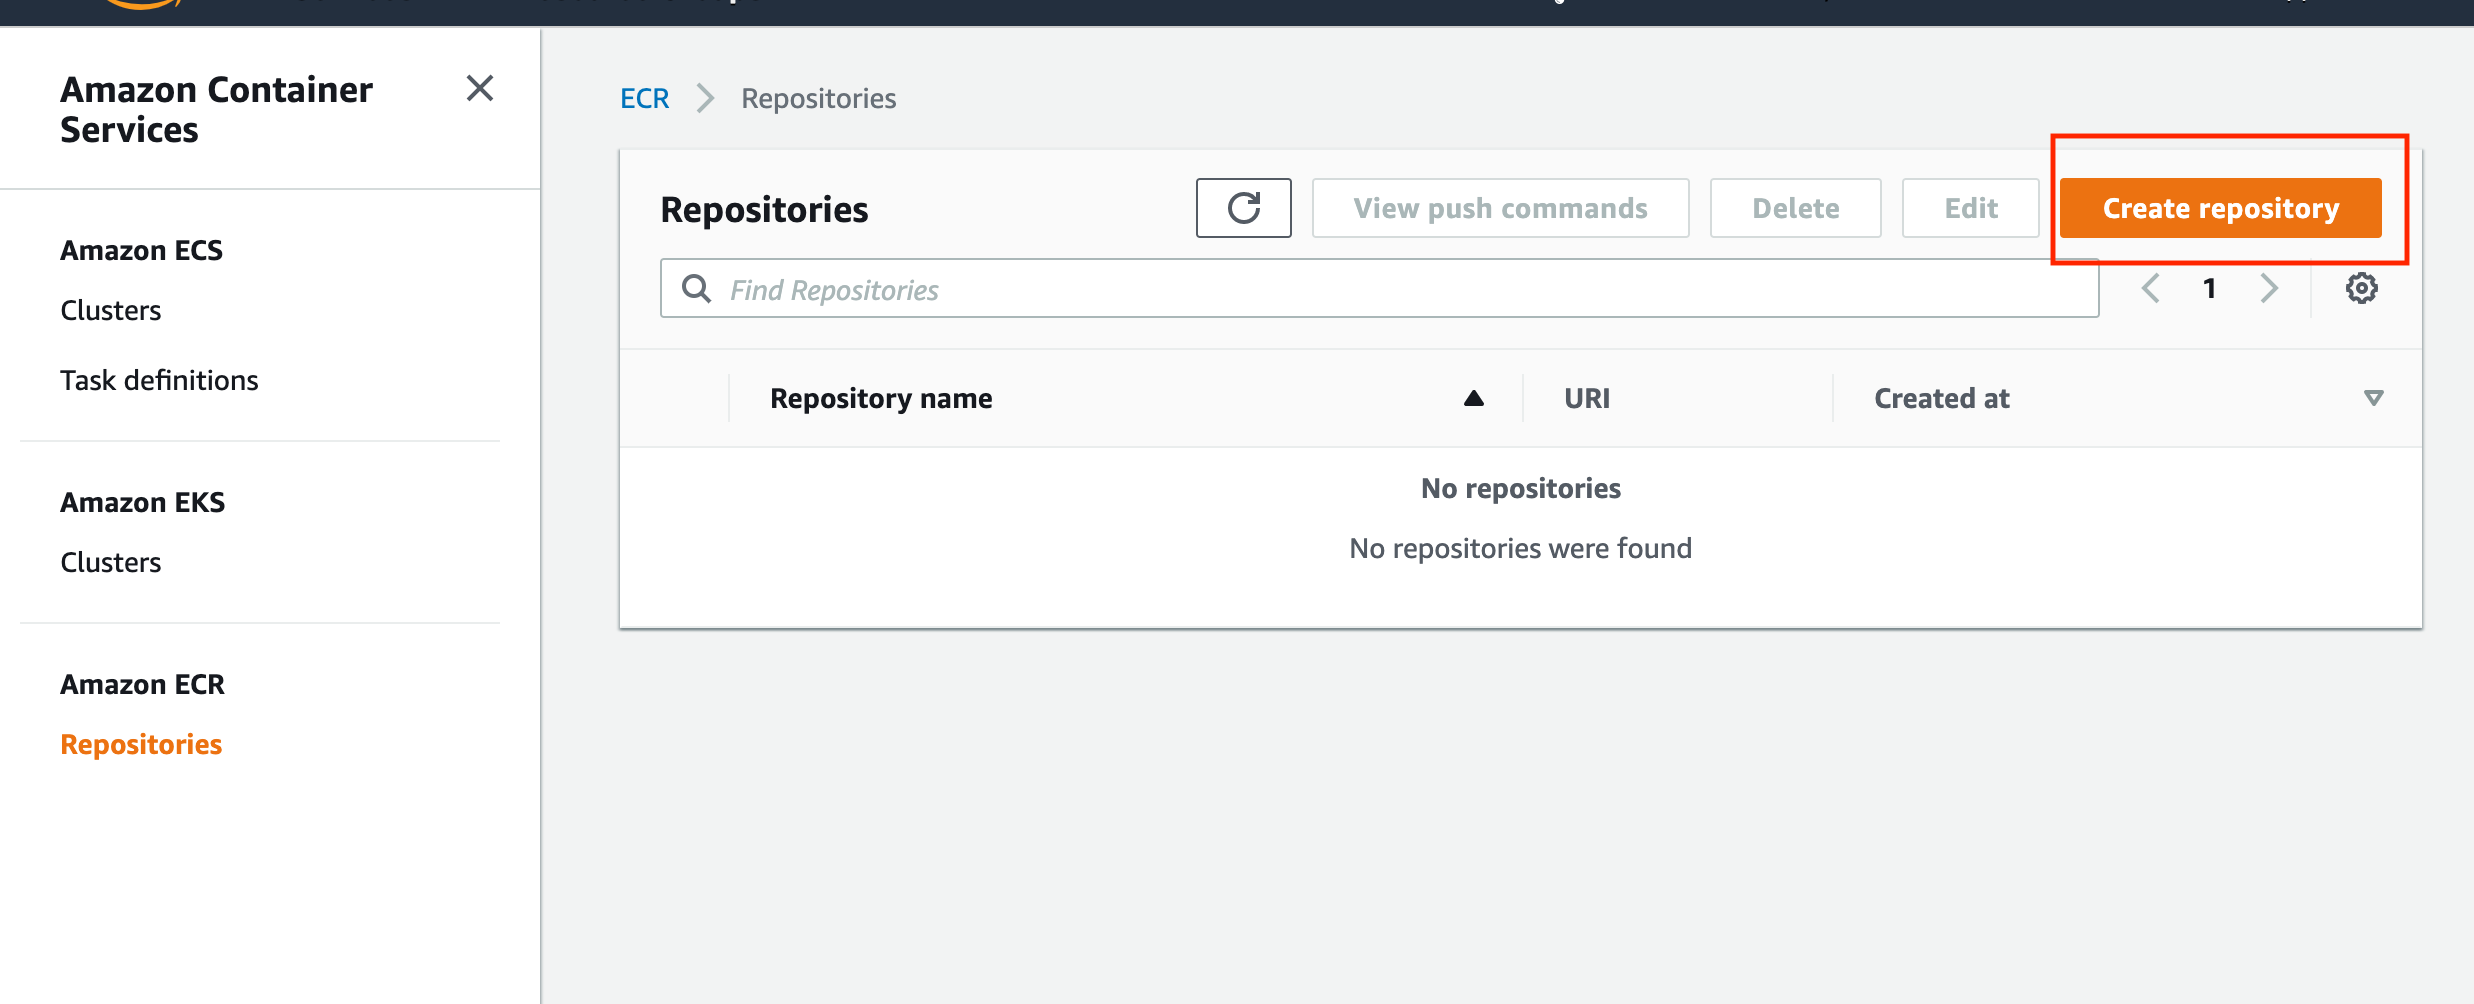 Amazon Container
Services
Amazon ECS
Clusters
Task definitions
Amazon EKS
Clusters
Amazon ECR
Repositories
ECR
Repositories
Repositories
View push commands
Delete
Edit
Create repository
Find Repositories
1
Repository name
URI
Created at
No repositories
No repositories were found